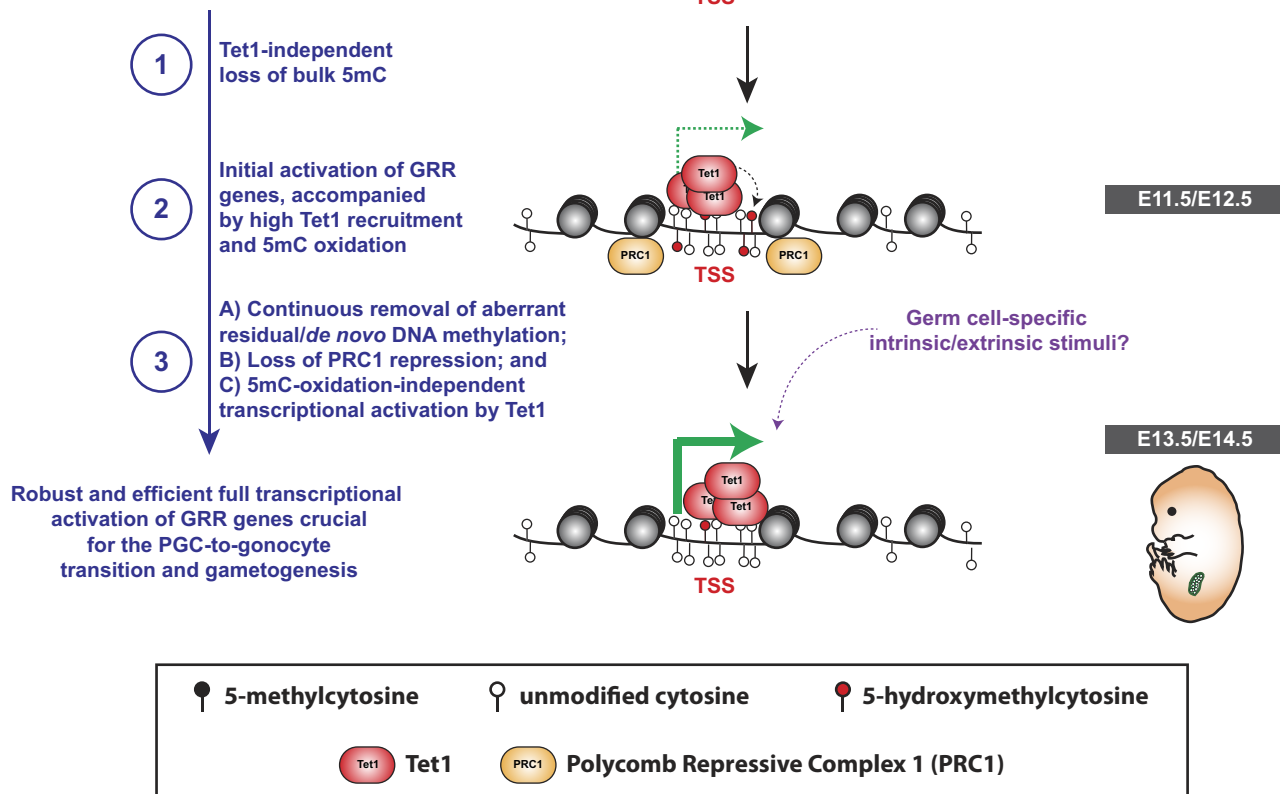 TSS
1
Tet1-independent
loss of bulk 5mC
2
Initial activation of GRR
genes, accompanied
by high Tet1 recruitment
and 5mC oxidation
Tet1
Tet1
PRC1
PRC1
TSS
E11.5/E12.5
3
A) Continuous removal of aberrant
residual/de novo DNA methylation;
B) Loss of PRC1 repression; and
C) 5mC-oxidation-independent
transcriptional activation by Tet1
Germ cell-specific
intrinsic/extrinsic stimuli?
E13.5/E14.5
Robust and efficient full transcriptional
activation of GRR genes crucial
for the PGC-to-gonocyte
transition and gametogenesis
Tet1
Te
Tet1
TSS
5-methylcytosine
unmodified cytosine
5-hydroxymethylcytosine
Tet1
Tet1
PRC1
Polycomb Repressive Complex 1 (PRC1)